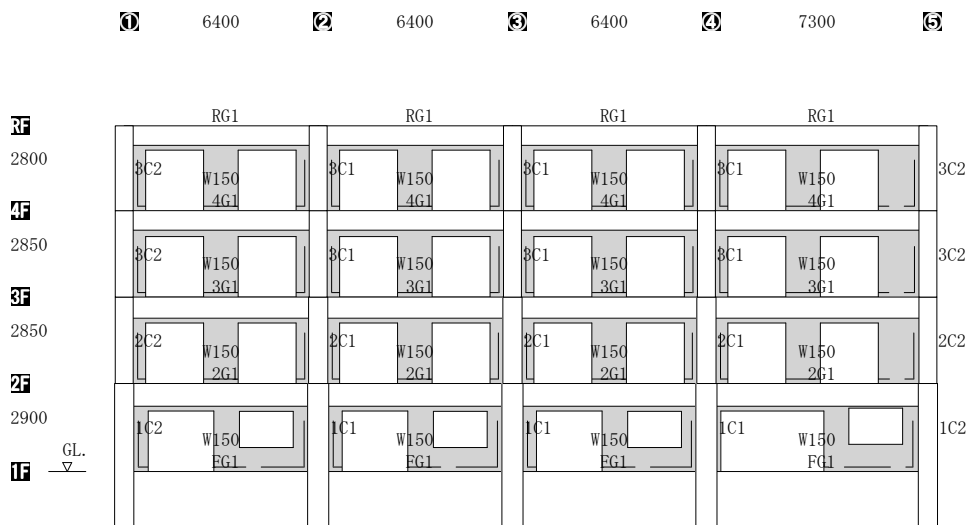 ① 6400 ② 6400 ③ 6400 ④ 7300 ⑤
RG1 RG1 RG1 RG1
RF
2800
3C2 3C1 3C1 3C1 3C2
W150 W150 W150 W150
4G1 4G1 4G1 4G1
4F
2850
3C2 3C1 3C1 3C1 3C2
W150 W150 W150 W150
3G1 3G1 3G1 3G1
3F
2850
2C2 2C1 2C1 2C1 2C2
W150 W150 W150 W150
2G1 2G1 2G1 2G1
2F
2900
1C2 1C1 1C1 1C1 1C2
W150 W150 W150 W150
GL.
FG1 FG1 FG1 FG1
1F